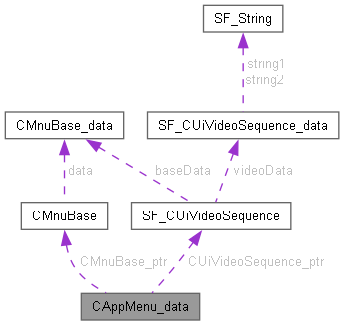 SF_String
string1
string2
CMnuBase_data
SF_CUiVideoSequence_data
data
baseData
videoData
CMnuBase
SF_CUiVideoSequence
CMnuBase_ptr
CUiVideoSequence_ptr
CAppMenu_data